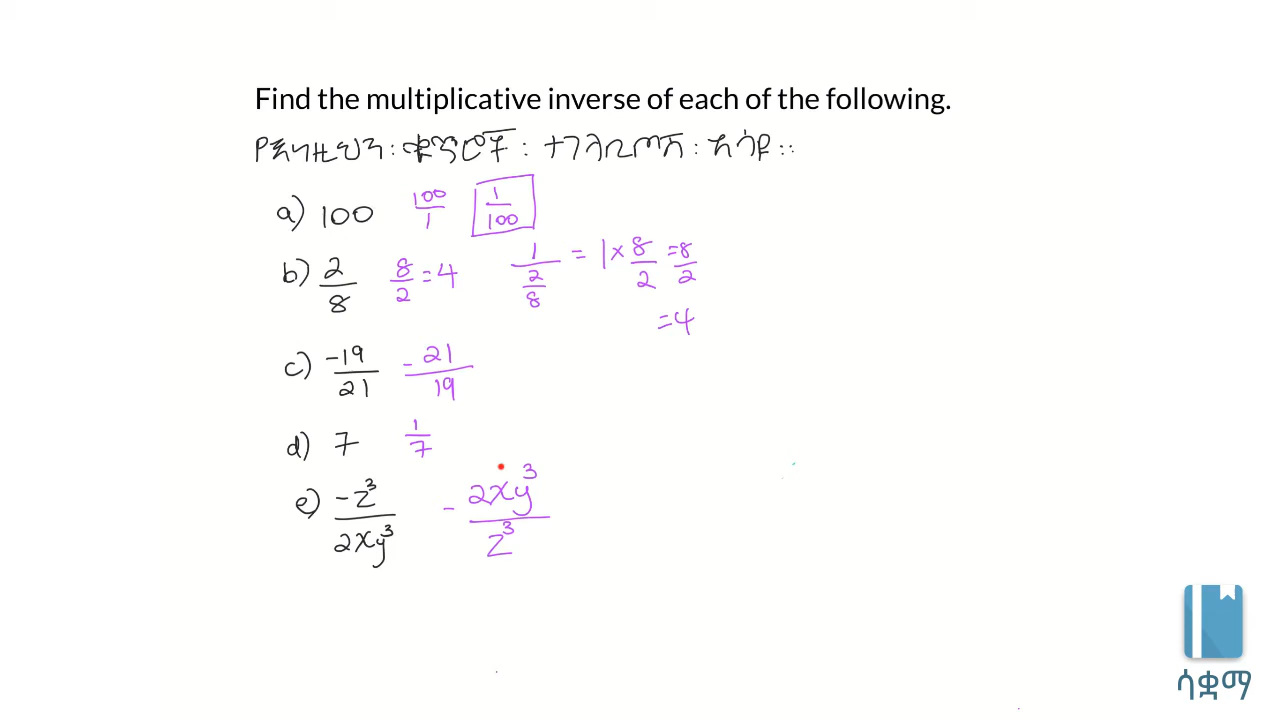 Find the multiplicative inverse of each of the following.
የእነዚህን፡ ቁጥሮች፡ ተገላቢጦሽ፡ አሳዩ፡፡
a) 100 100/1 1/100
b) 2/8 8/2 = 4 1/(2/8) = 1 × 8/2 = 8/2
= 4
c) -19/21 - 21/19
d) 7 1/7
e) -z³/2xy³ - 2xy³/z³
ሳቋማ